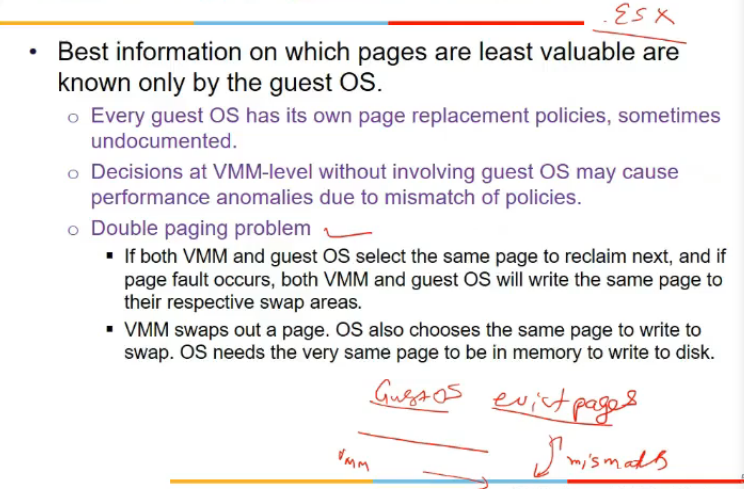 .ESX
• Best information on which pages are least valuable are
known only by the guest OS.
o Every guest OS has its own page replacement policies, sometimes
undocumented.
o Decisions at VMM-level without involving guest OS may cause
performance anomalies due to mismatch of policies.
o Double paging problem
▪ If both VMM and guest OS select the same page to reclaim next, and if
page fault occurs, both VMM and guest OS will write the same page to
their respective swap areas.
▪ VMM swaps out a page. OS also chooses the same page to write to
swap. OS needs the very same page to be in memory to write to disk.
Guest OS evict pages
VMM mismatch